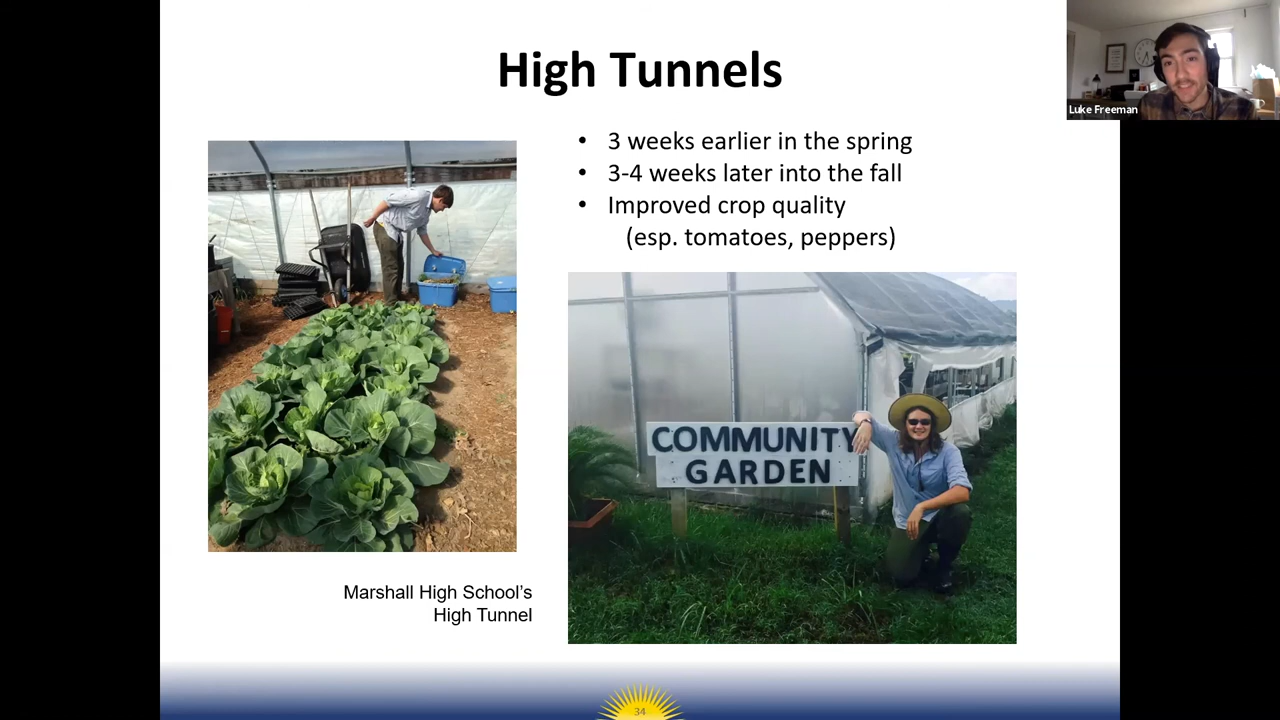 High Tunnels
Luke Freeman
• 3 weeks earlier in the spring
• 3-4 weeks later into the fall
• Improved crop quality
(esp. tomatoes, peppers)
COMMUNITY
GARDEN
Marshall High School’s
High Tunnel
34